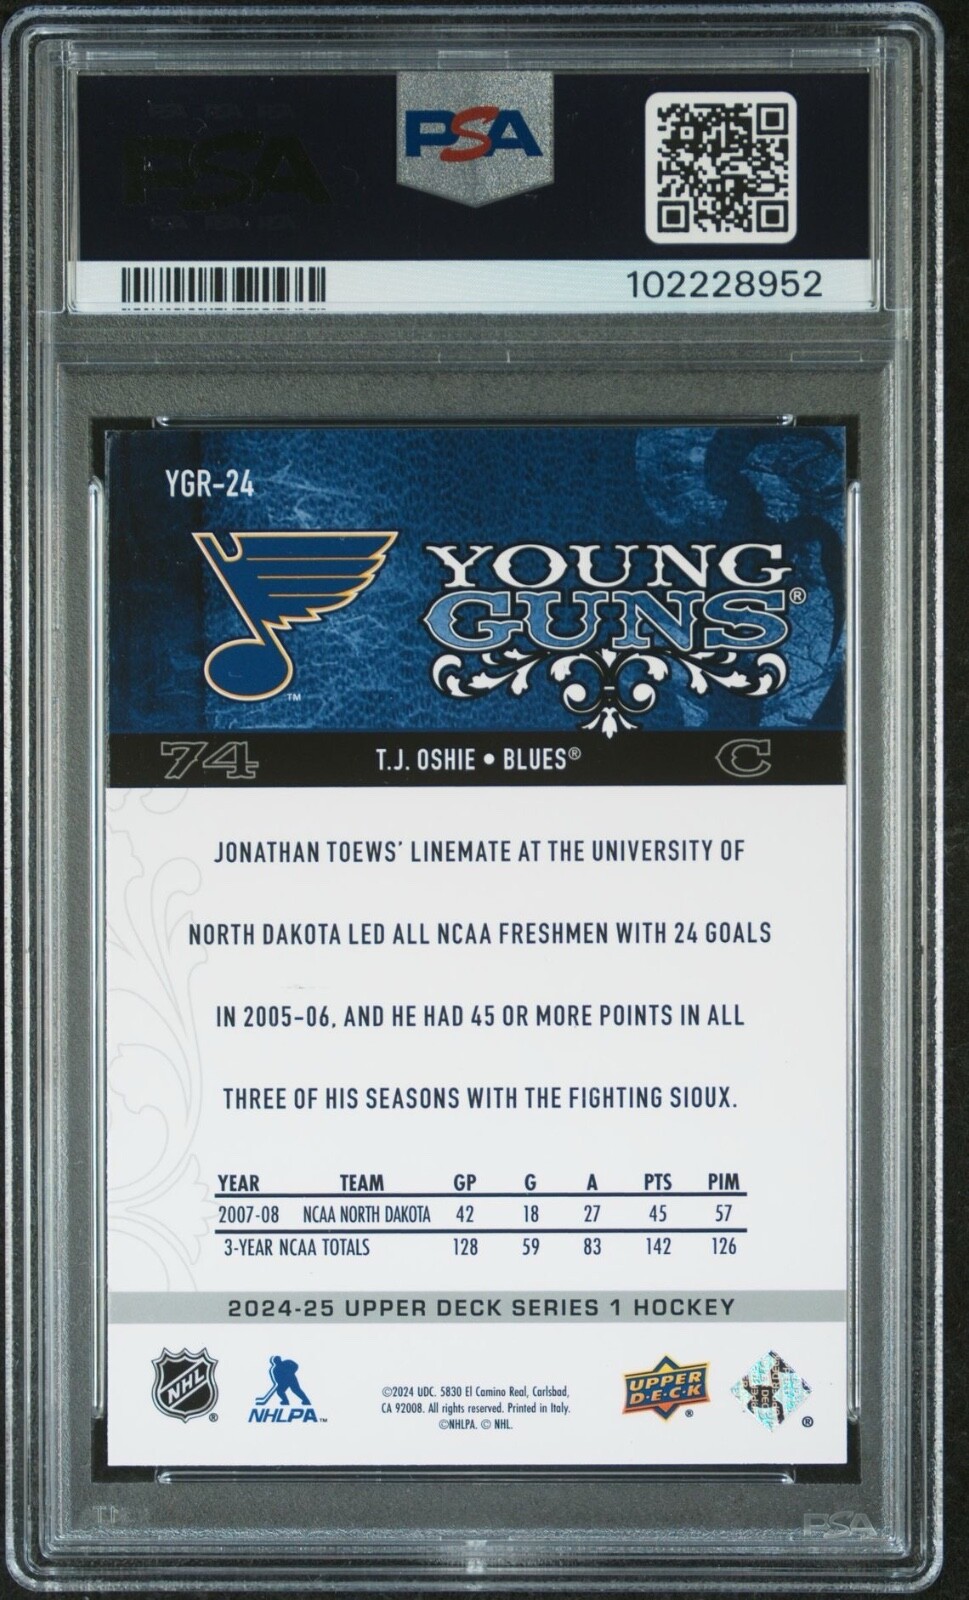 PSA
PSA
102228952
YGR-24
YOUNG
GUNS®
TM
74 T.J. OSHIE • BLUES® C
JONATHAN TOEWS' LINEMATE AT THE UNIVERSITY OF
NORTH DAKOTA LED ALL NCAA FRESHMEN WITH 24 GOALS
IN 2005-06, AND HE HAD 45 OR MORE POINTS IN ALL
THREE OF HIS SEASONS WITH THE FIGHTING SIOUX.
YEAR TEAM GP G A PTS PIM
2007-08 NCAA NORTH DAKOTA 42 18 27 45 57
3-YEAR NCAA TOTALS 128 59 83 142 126
2024-25 UPPER DECK SERIES 1 HOCKEY
NHL ®
NHLPA™
©2024 UDC. 5830 El Camino Real, Carlsbad,
CA 92008. All rights reserved. Printed in Italy.
©NHLPA. © NHL.
UPPER
D·E·C·K ®
®
PSA